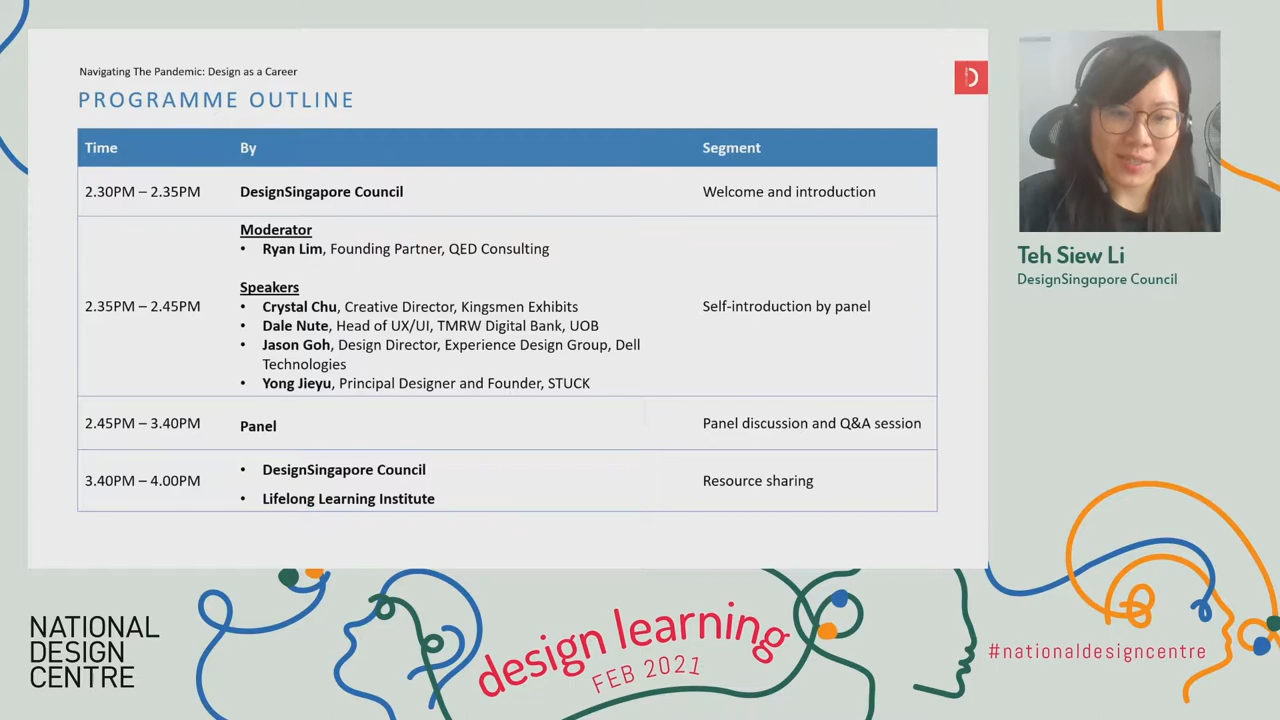 Navigating The Pandemic: Design as a Career
PROGRAMME OUTLINE
Time By Segment
2.30PM – 2.35PM DesignSingapore Council Welcome and introduction
Moderator
• Ryan Lim, Founding Partner, QED Consulting
Speakers
2.35PM – 2.45PM • Crystal Chu, Creative Director, Kingsmen Exhibits Self-introduction by panel
• Dale Nute, Head of UX/UI, TMRW Digital Bank, UOB
• Jason Goh, Design Director, Experience Design Group, Dell
Technologies
• Yong Jieyu, Principal Designer and Founder, STUCK
2.45PM – 3.40PM Panel Panel discussion and Q&A session
• DesignSingapore Council
3.40PM – 4.00PM Resource sharing
• Lifelong Learning Institute
D
Teh Siew Li
DesignSingapore Council
NATIONAL
DESIGN
CENTRE
design learning
FEB 2021
#nationaldesigncentre